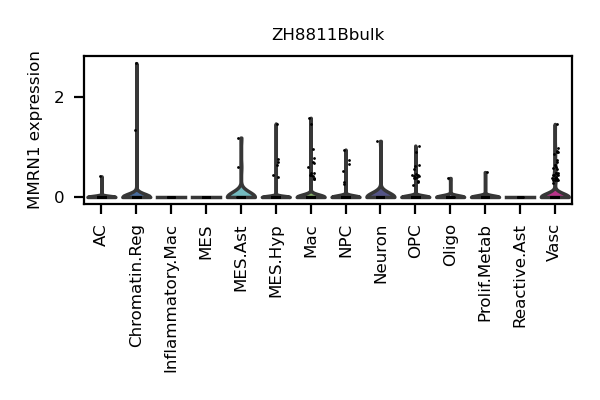 ZH8811Bbulk
MMRN1 expression
2
0
AC
Chromatin.Reg
Inflammatory.Mac
MES
MES.Ast
MES.Hyp
Mac
NPC
Neuron
OPC
Oligo
Prolif.Metab
Reactive.Ast
Vasc